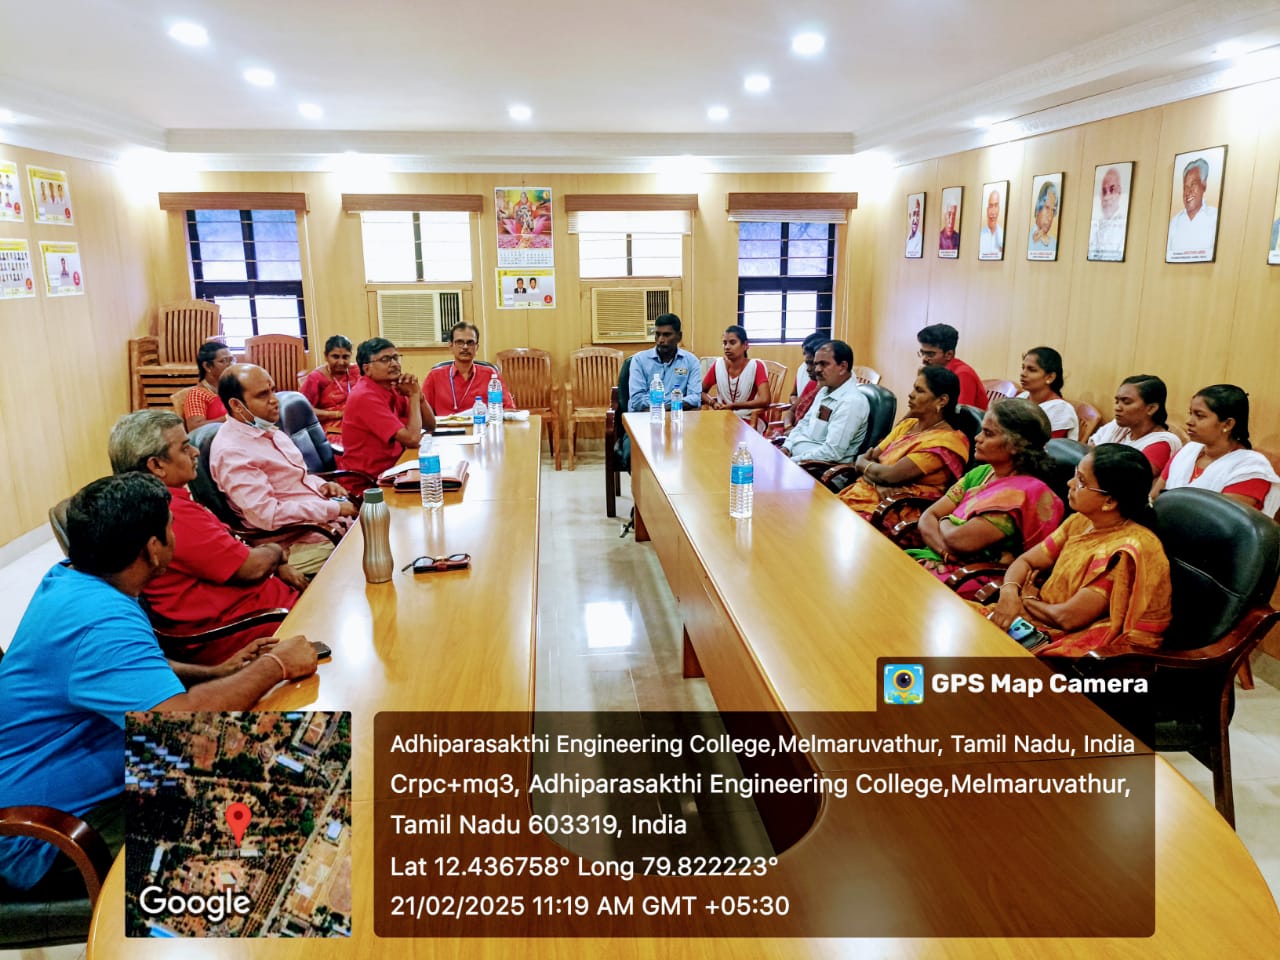 GPS Map Camera
Adhiparasakthi Engineering College,Melmaruvathur, Tamil Nadu, India
Crpc+mq3, Adhiparasakthi Engineering College,Melmaruvathur,
Tamil Nadu 603319, India
Lat 12.436758° Long 79.822223°
21/02/2025 11:19 AM GMT +05:30
Google